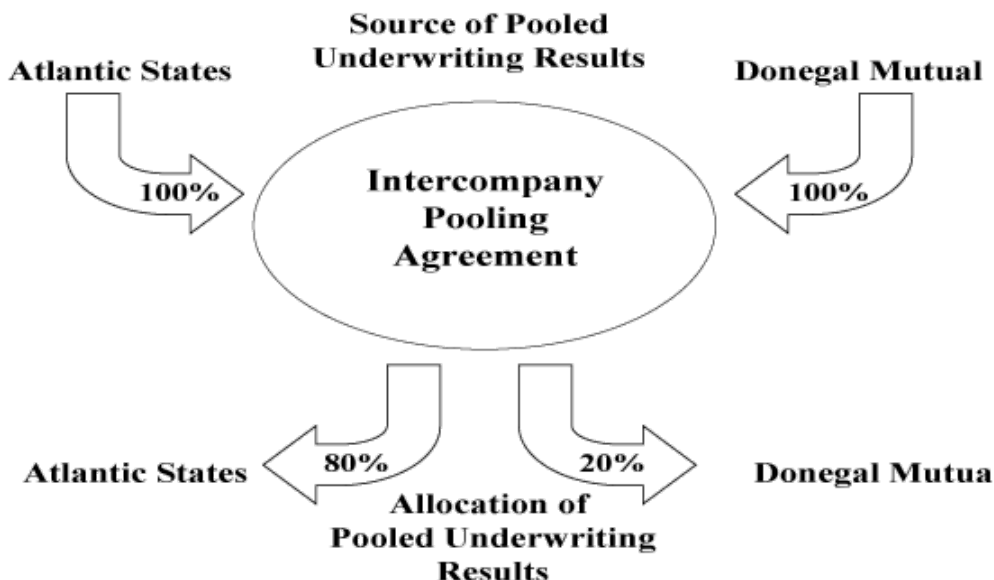 Source of Pooled
Underwriting Results
Atlantic States
Donegal Mutual
100%
Intercompany
Pooling
Agreement
100%
Atlantic States
80%
20%
Donegal Mutua
Allocation of
Pooled Underwriting
Results